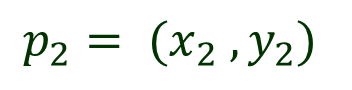 p₂ = (x₂ ,y₂)